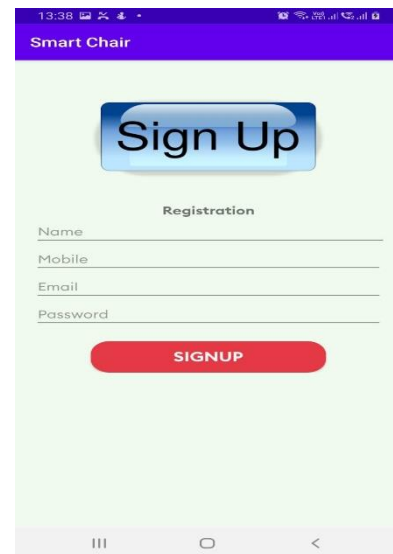 13:38
Smart Chair
Sign Up
Registration
Name
Mobile
Email
Password
SIGNUP